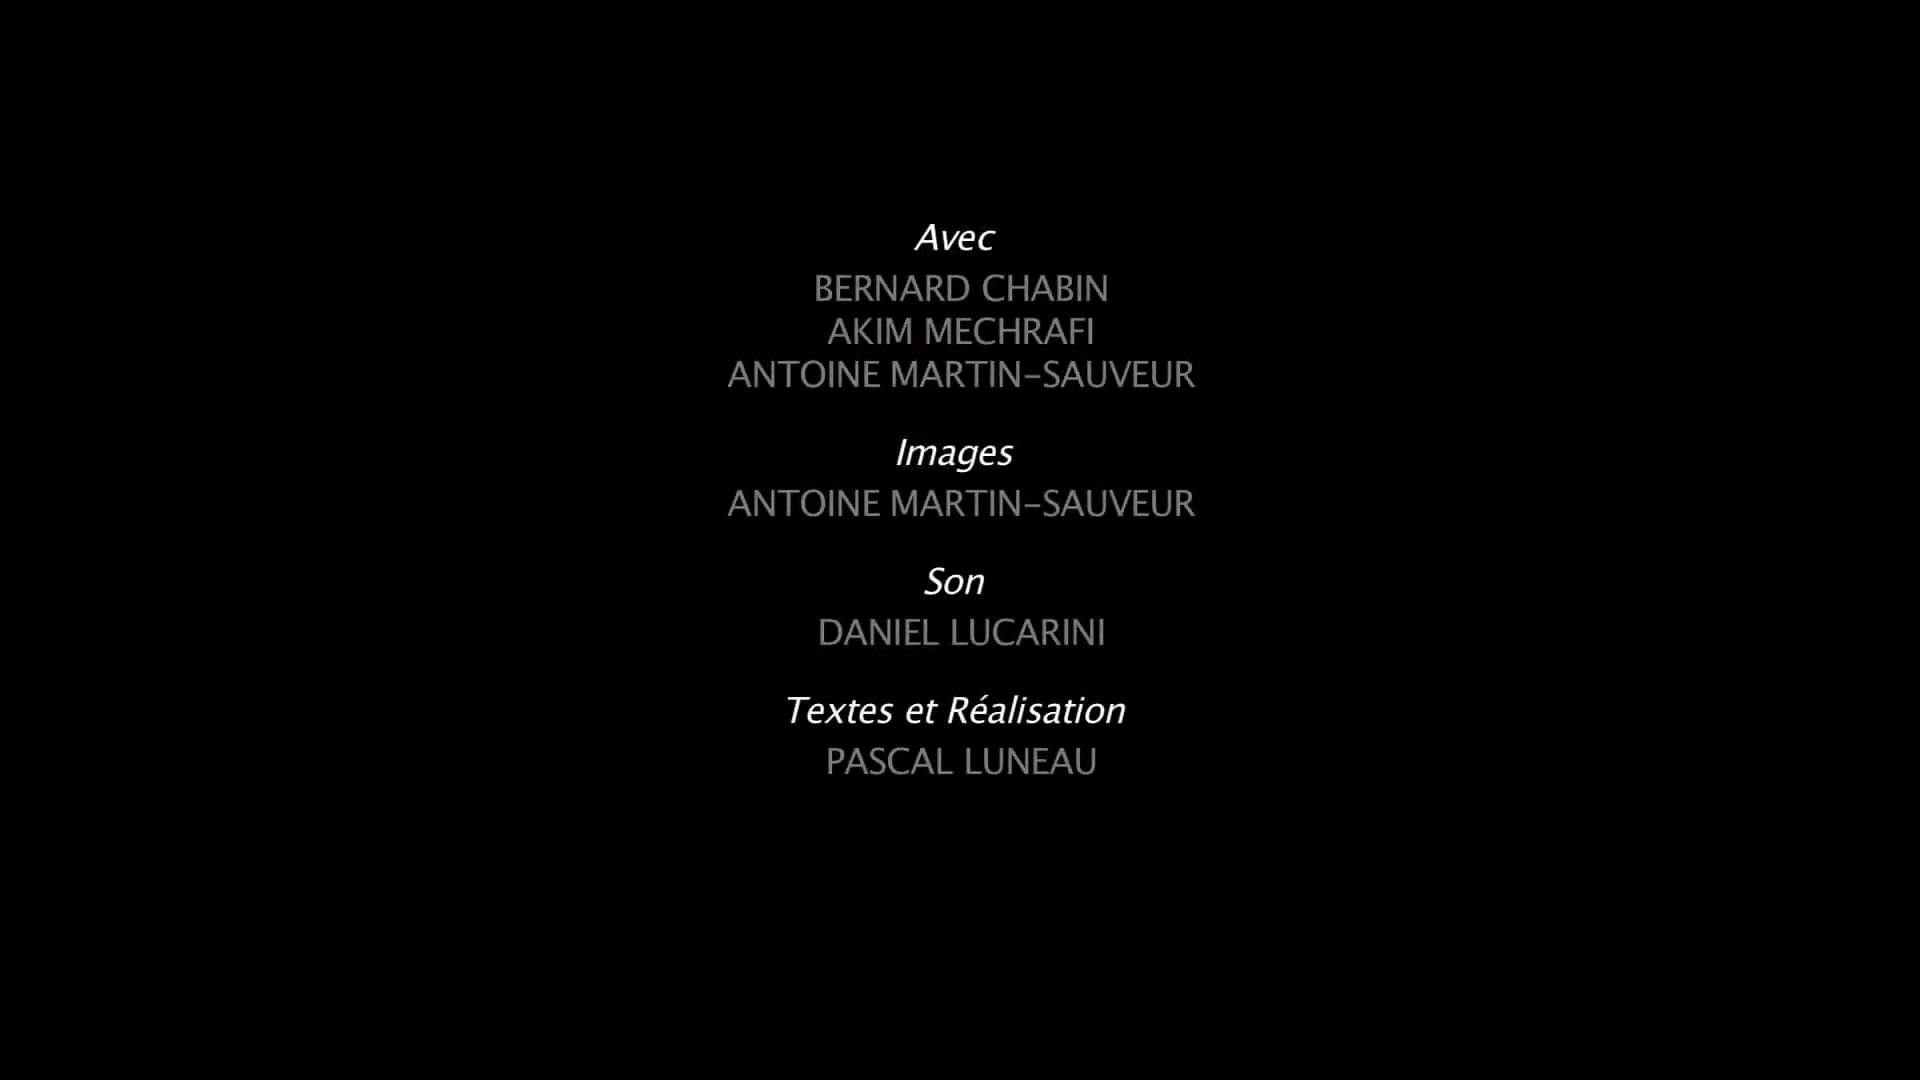 Avec
BERNARD CHABIN
AKIM MECHRAFI
ANTOINE MARTIN-SAUVEUR
Images
ANTOINE MARTIN-SAUVEUR
Son
DANIEL LUCARINI
Textes et Réalisation
PASCAL LUNEAU